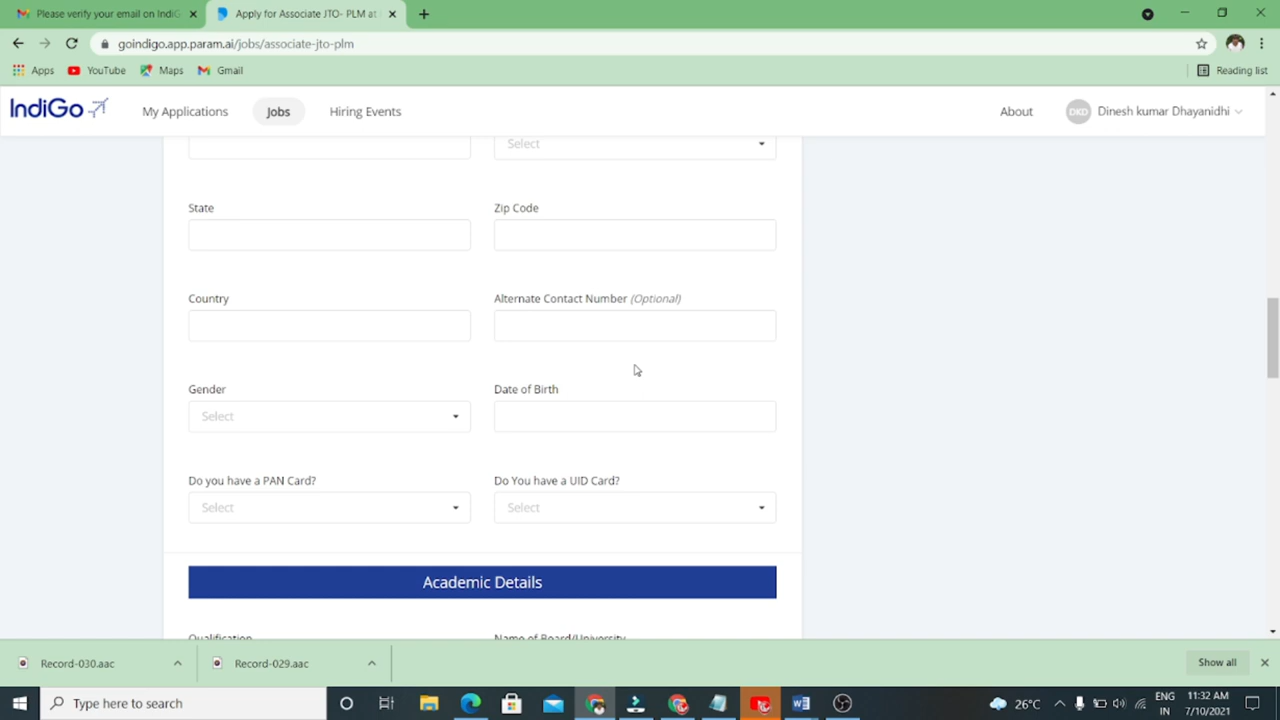 Please verify your email on IndiG
Apply for Associate JTO- PLM at
goindigo.app.param.ai/jobs/associate-jto-plm
Apps YouTube Maps Gmail Reading list
IndiGo My Applications Jobs Hiring Events About DKD Dinesh kumar Dhayanidhi
Select
State Zip Code
Country Alternate Contact Number (Optional)
Gender Date of Birth
Select
Do you have a PAN Card? Do You have a UID Card?
Select Select
Academic Details
Qualification Name of Board/University
Record-030.aac Record-029.aac Show all
Type here to search 26°C ENG 11:32 AM
IN 7/10/2021